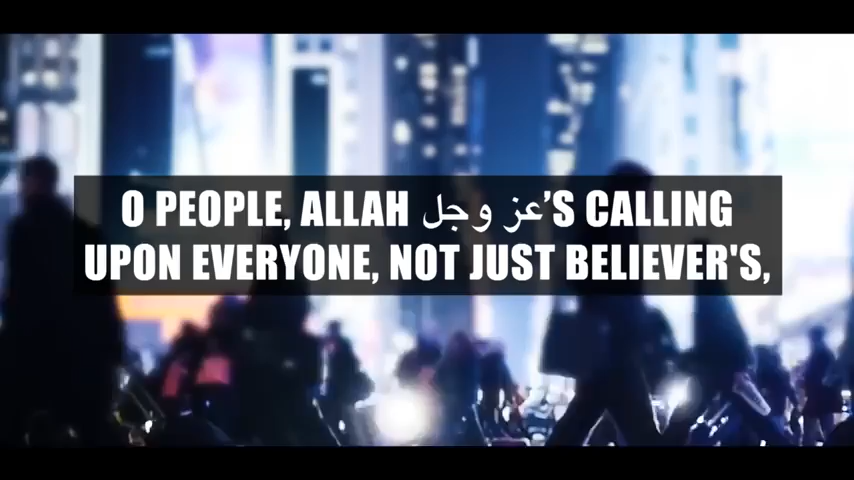 O PEOPLE, ALLAH عز وجل’S CALLING
UPON EVERYONE, NOT JUST BELIEVER'S,